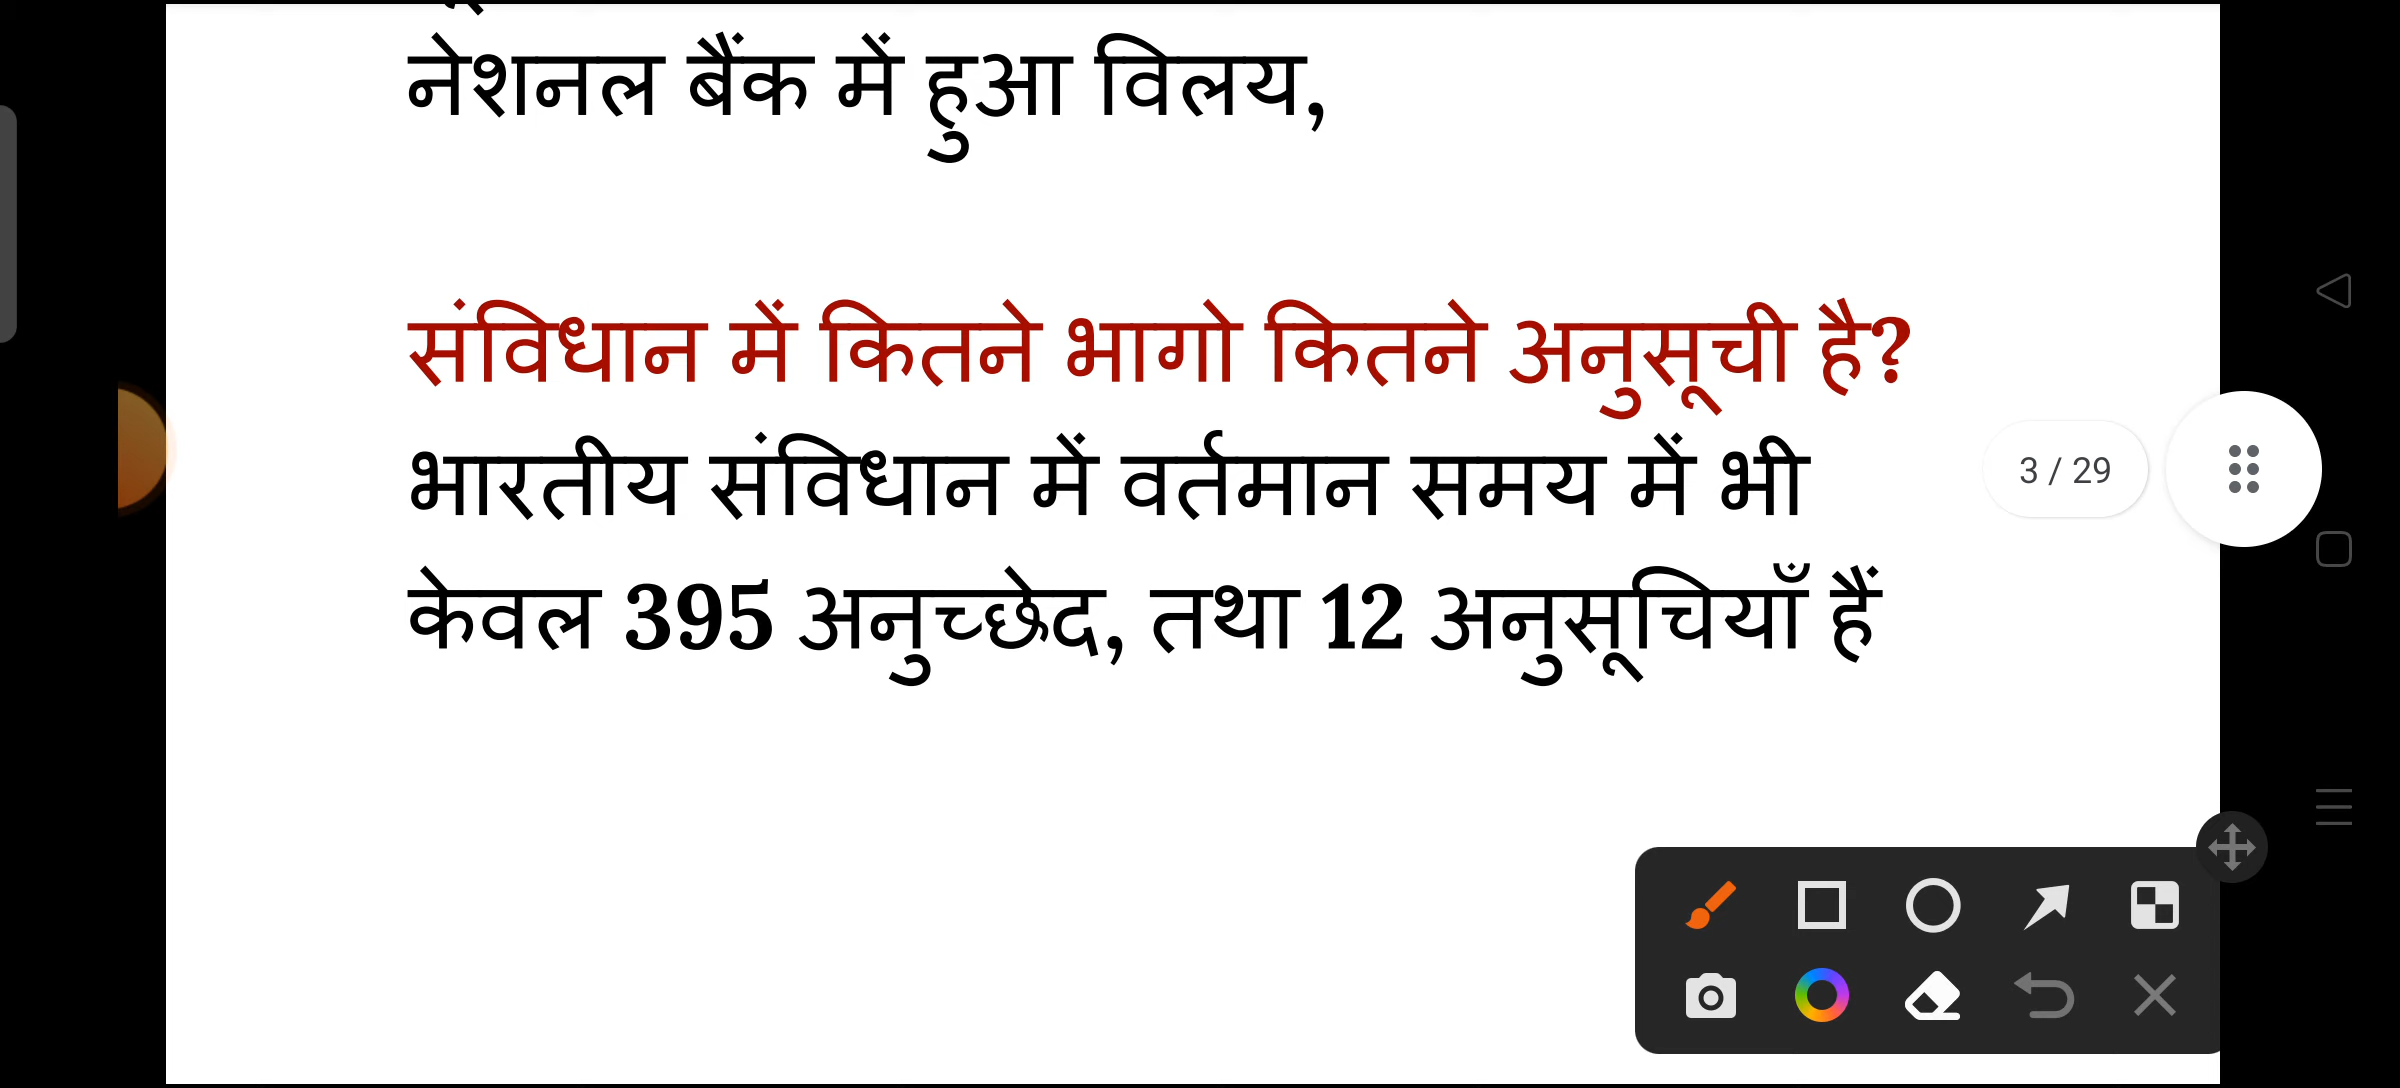 नेशनल बैंक में हुआ विलय,
संविधान में कितने भागो कितने अनुसूची है?
भारतीय संविधान में वर्तमान समय में भी
केवल 395 अनुच्छेद, तथा 12 अनुसूचियाँ हैं
3 / 29